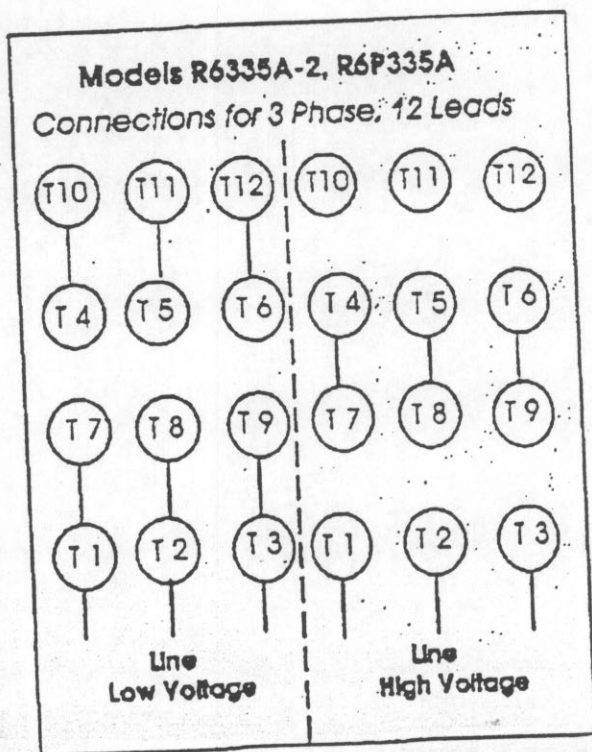 Models R6335A-2, R6P335A
Connections for 3 Phase, 12 Leads
T10 T11 T12 T10 T11 T12
T4 T5 T6 T4 T5 T6
T7 T8 T9 T7 T8 T9
T1 T2 T3 T1 T2 T3
Line Line
Low Voltage High Voltage